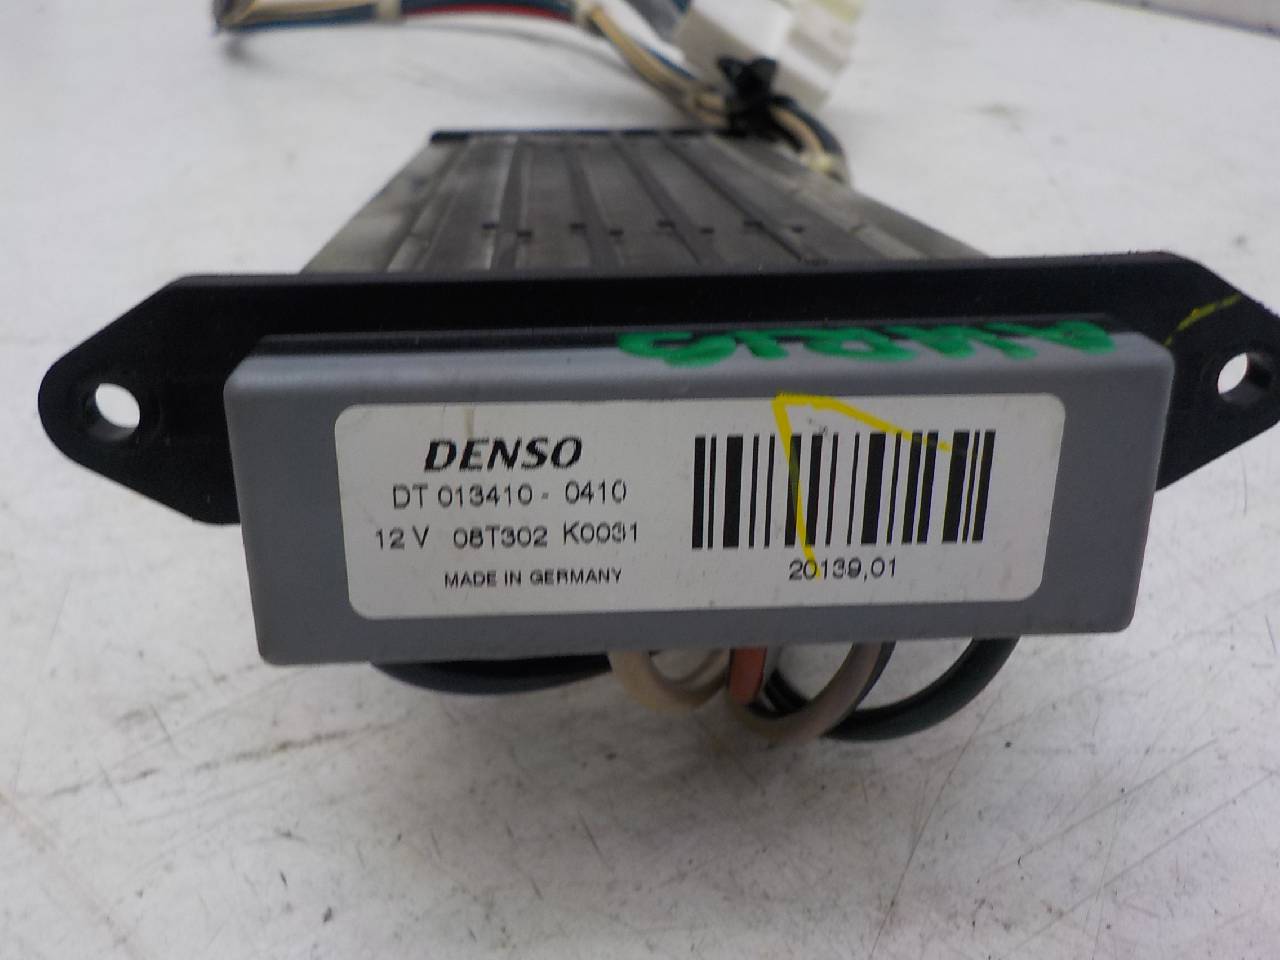 DENSO
DT 013410 - 0410
12 V 08T302 K0031
MADE IN GERMANY
20139,01